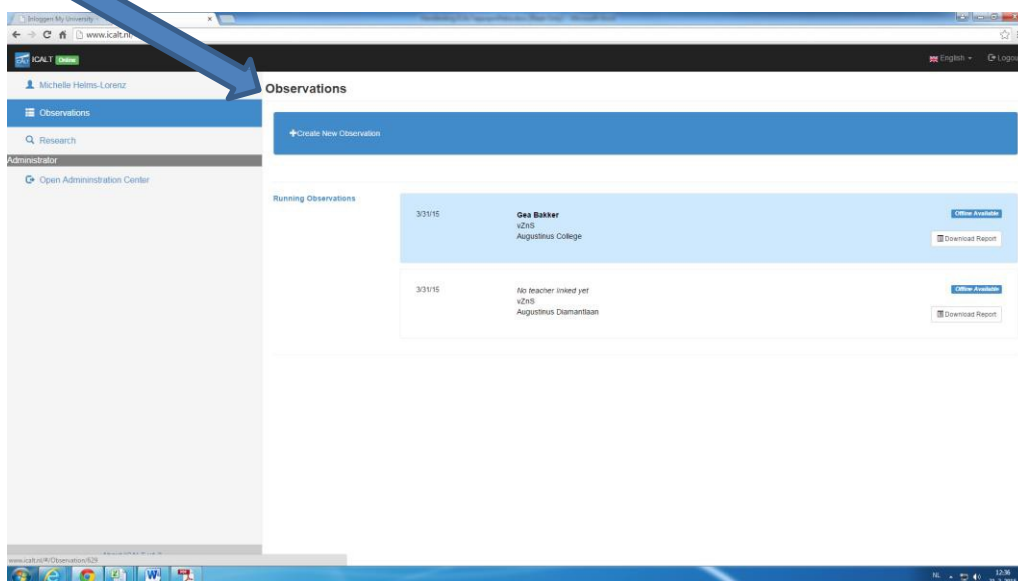 Inloggen My University
www.icalt.nl
ICALT Online
English
Logou
Michelle Helms-Lorenz
Observations
Research
Administrator
Open Admininstration Center
Observations
Create New Observation
Running Observations
3/31/15
Gea Bakker
vZnS
Augustinus College
Offline Available
Download Report
3/31/15
No teacher linked yet
vZnS
Augustinus Diamantlaan
Offline Available
Download Report
www.icalt.nl/#/Observation/629
NL
12:36